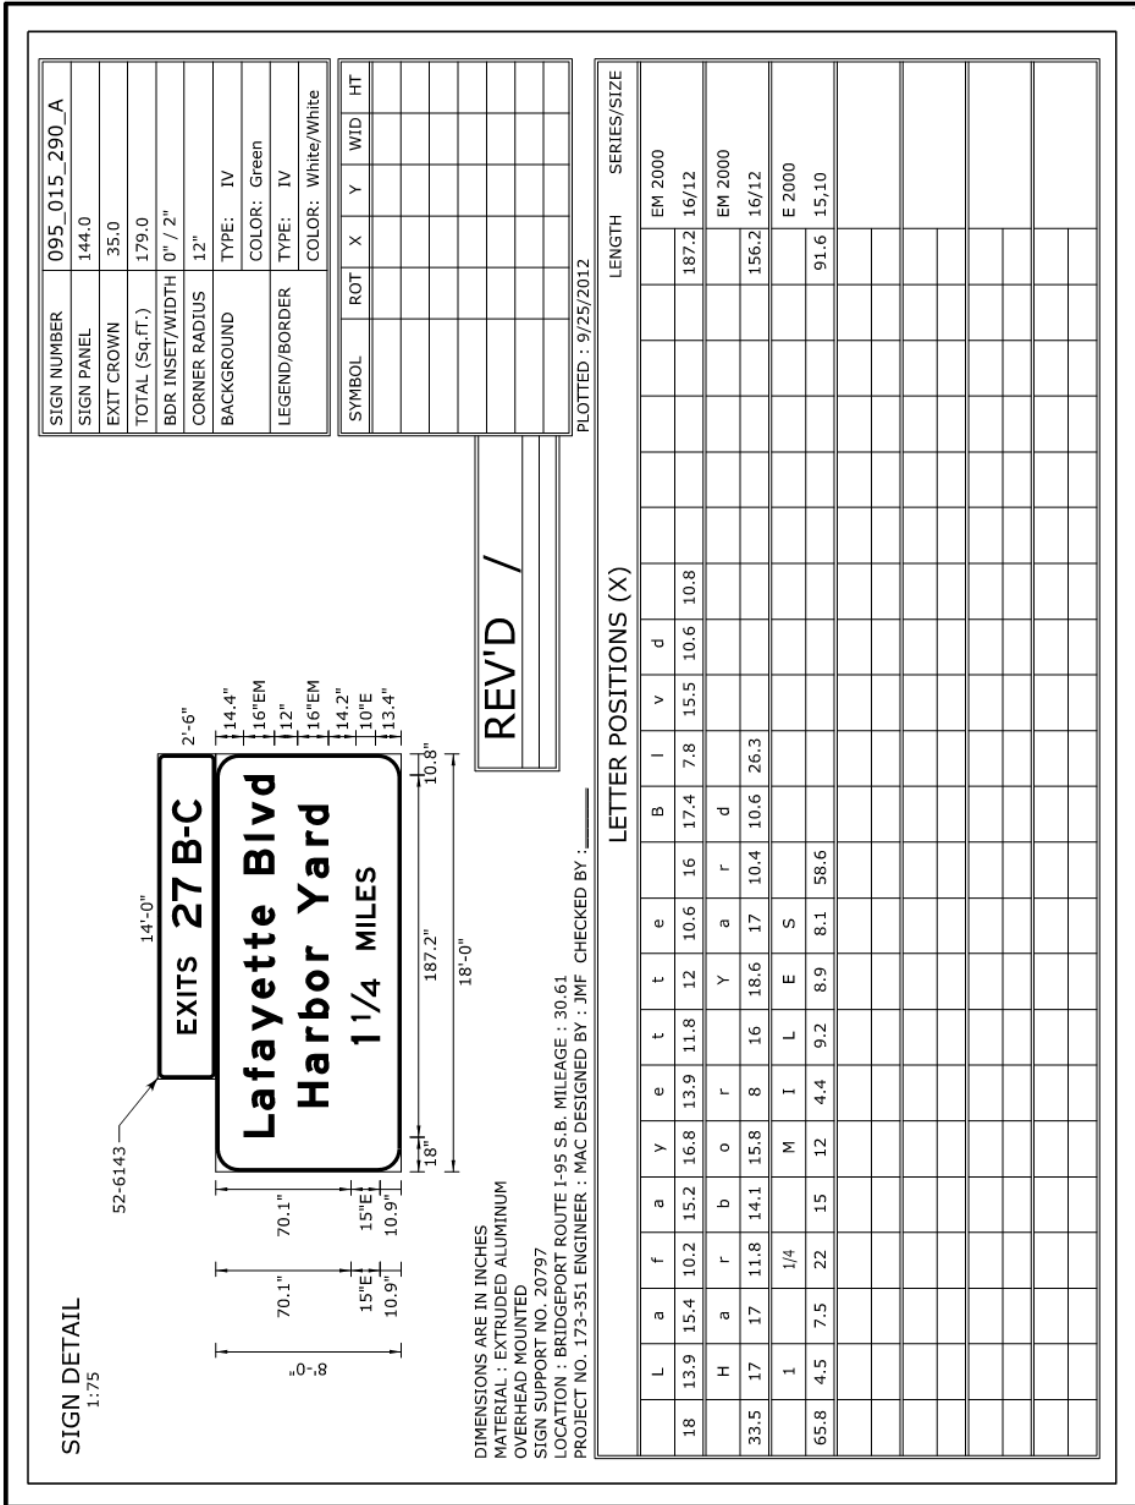 SIGN DETAIL
1:75
52-6143
14'-0"
2'-6"
EXITS 27 B-C
Lafayette Blvd
Harbor Yard
1 1/4 MILES
14.4"
16"EM
12"
16"EM
14.2"
10"E
13.4"
8'-0"
70.1"
15"E
10.9"
70.1"
15"E
10.9"
18"
187.2"
10.8"
18'-0"
SIGN NUMBER 095_015_290_A
SIGN PANEL 144.0
EXIT CROWN 35.0
TOTAL (Sq.fT.) 179.0
BDR INSET/WIDTH 0" / 2"
CORNER RADIUS 12"
BACKGROUND TYPE: IV
COLOR: Green
LEGEND/BORDER TYPE: IV
COLOR: White/White
SYMBOL ROT X Y WID HT
REV'D /
PLOTTED : 9/25/2012
DIMENSIONS ARE IN INCHES
MATERIAL : EXTRUDED ALUMINUM
OVERHEAD MOUNTED
SIGN SUPPORT NO. 20797
LOCATION : BRIDGEPORT ROUTE I-95 S.B. MILEAGE : 30.61
PROJECT NO. 173-351 ENGINEER : MAC DESIGNED BY : JMF CHECKED BY :
LETTER POSITIONS (X) LENGTH SERIES/SIZE
L a f a y e t t e B l v d EM 2000
18 13.9 15.4 10.2 15.2 16.8 13.9 11.8 12 10.6 16 17.4 7.8 15.5 10.6 10.8 187.2 16/12
H a r b o r Y a r d EM 2000
33.5 17 17 11.8 14.1 15.8 8 16 18.6 17 10.4 10.6 26.3 156.2 16/12
1 1/4 M I L E S E 2000
65.8 4.5 7.5 22 15 12 4.4 9.2 8.9 8.1 58.6 91.6 15,10